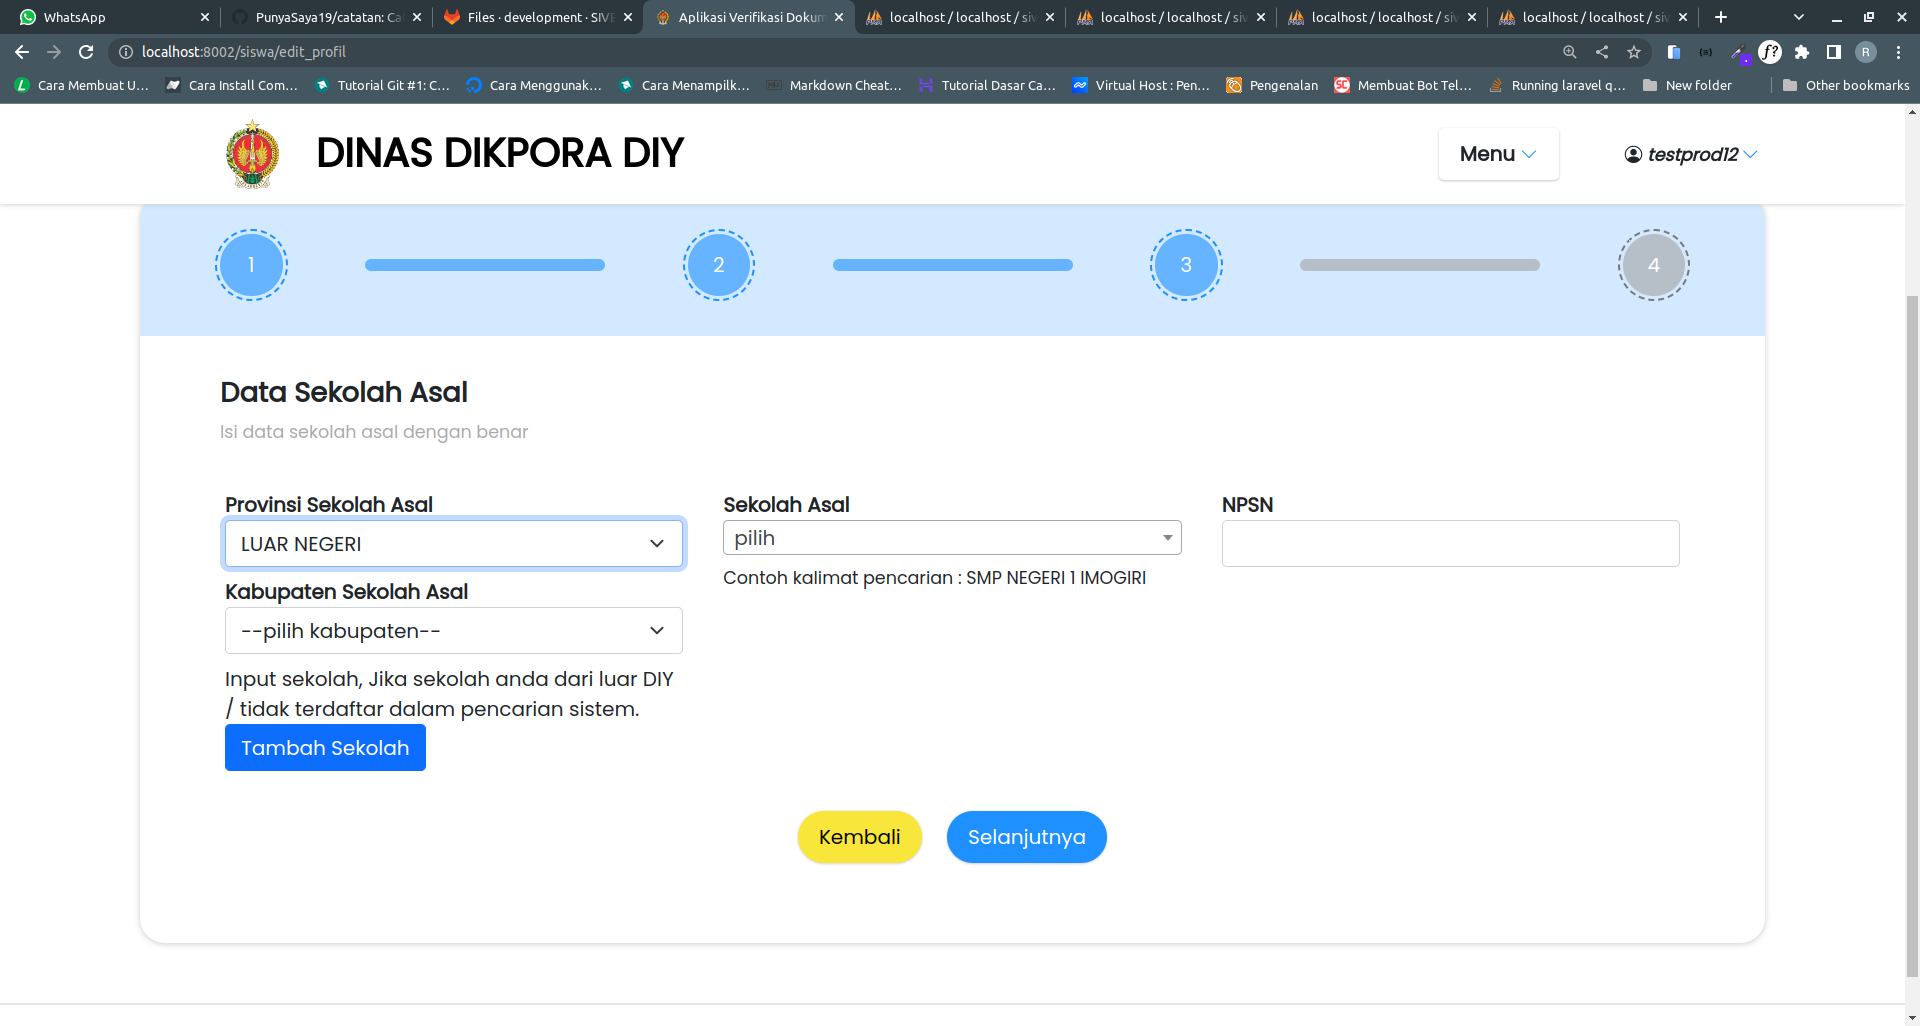 WhatsApp
PunyaSaya19/catatan: Ca
Files · development · SIVE
Aplikasi Verifikasi Dokum
localhost / localhost / siv
localhost / localhost / siv
localhost / localhost / siv
localhost / localhost / siv
localhost:8002/siswa/edit_profil
f?
R
Cara Membuat U...
Cara Install Com...
Tutorial Git #1: C...
Cara Menggunak...
Cara Menampilk...
Markdown Cheat...
Tutorial Dasar Ca...
Virtual Host : Pen...
Pengenalan
Membuat Bot Tel...
Running laravel q...
New folder
Other bookmarks
DINAS DIKPORA DIY
Menu
testprod12
1
2
3
4
Data Sekolah Asal
Isi data sekolah asal dengan benar
Provinsi Sekolah Asal
LUAR NEGERI
Kabupaten Sekolah Asal
--pilih kabupaten--
Input sekolah, Jika sekolah anda dari luar DIY
/ tidak terdaftar dalam pencarian sistem.
Tambah Sekolah
Sekolah Asal
pilih
Contoh kalimat pencarian : SMP NEGERI 1 IMOGIRI
NPSN
Kembali
Selanjutnya